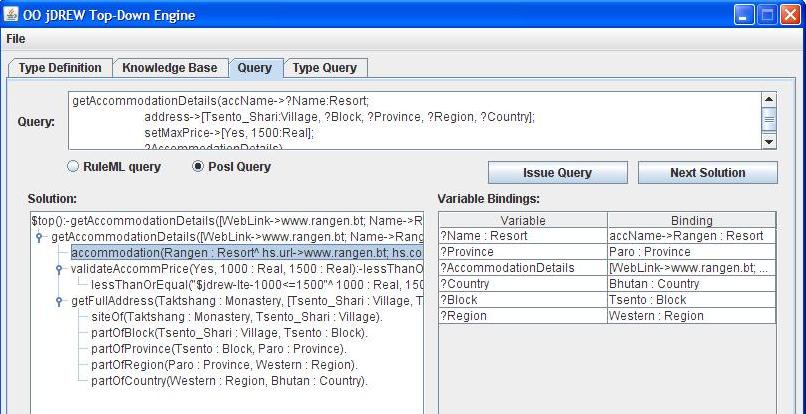 OO jDREW Top-Down Engine
File
Type Definition Knowledge Base Query Type Query
Query:
getAccommodationDetails(accName->?Name:Resort;
address->[Tsento_Shari:Village, ?Block, ?Province, ?Region, ?Country];
setMaxPrice->[Yes, 1500:Real];
?AccommodationDetails)
RuleML query Posl Query Issue Query Next Solution
Solution:
$top():-getAccommodationDetails([WebLink->www.rangen.bt; Name->R
getAccommodationDetails([WebLink->www.rangen.bt; Name->Rang
accommodation(Rangen : Resort^ hs.url->www.rangen.bt; hs.co
validateAccommPrice(Yes, 1000 : Real, 1500 : Real):-lessThanO
lessThanOrEqual("$jdrew-lte-1000<=1500"^ 1000 : Real, 150
getFullAddress(Taktshang : Monastery, [Tsento_Shari : Village, T
siteOf(Taktshang : Monastery, Tsento_Shari : Village).
partOfBlock(Tsento_Shari : Village, Tsento : Block).
partOfProvince(Tsento : Block, Paro : Province).
partOfRegion(Paro : Province, Western : Region).
partOfCountry(Western : Region, Bhutan : Country).
Variable Bindings:
Variable Binding
?Name : Resort accName->Rangen : Resort
?Province Paro : Province
?AccommodationDetails [WebLink->www.rangen.bt; ...
?Country Bhutan : Country
?Block Tsento : Block
?Region Western : Region